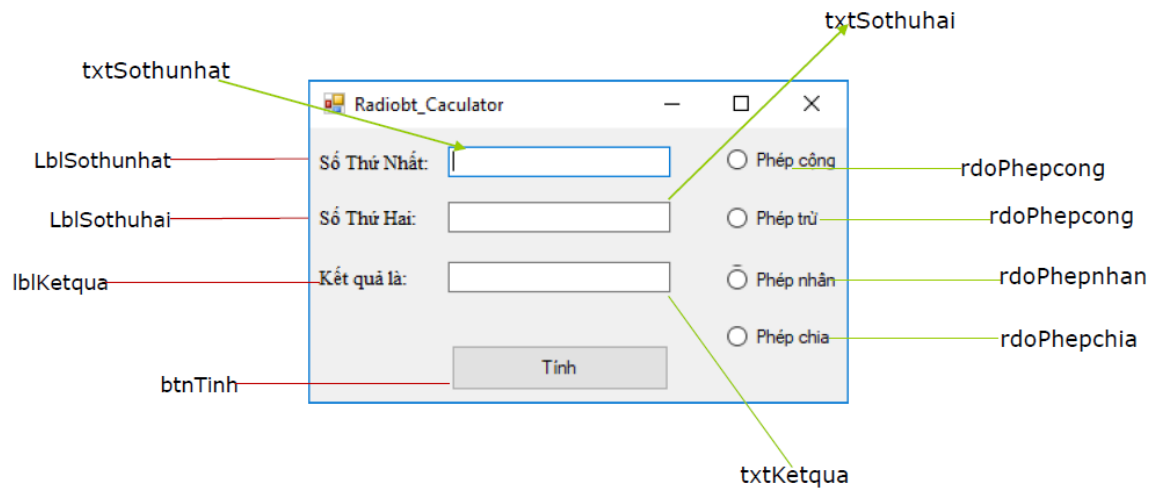 txtSothuhai
txtSothunhat
Radiobt_Caculator
LblSothunhat
Số Thứ Nhất:
Phép cộng
rdoPhepcong
LblSothuhai
Số Thứ Hai:
Phép trừ
rdoPhepcong
lblKetqua
Kết quả là:
Phép nhân
rdoPhepnhan
Phép chia
rdoPhepchia
btnTinh
Tính
txtKetqua